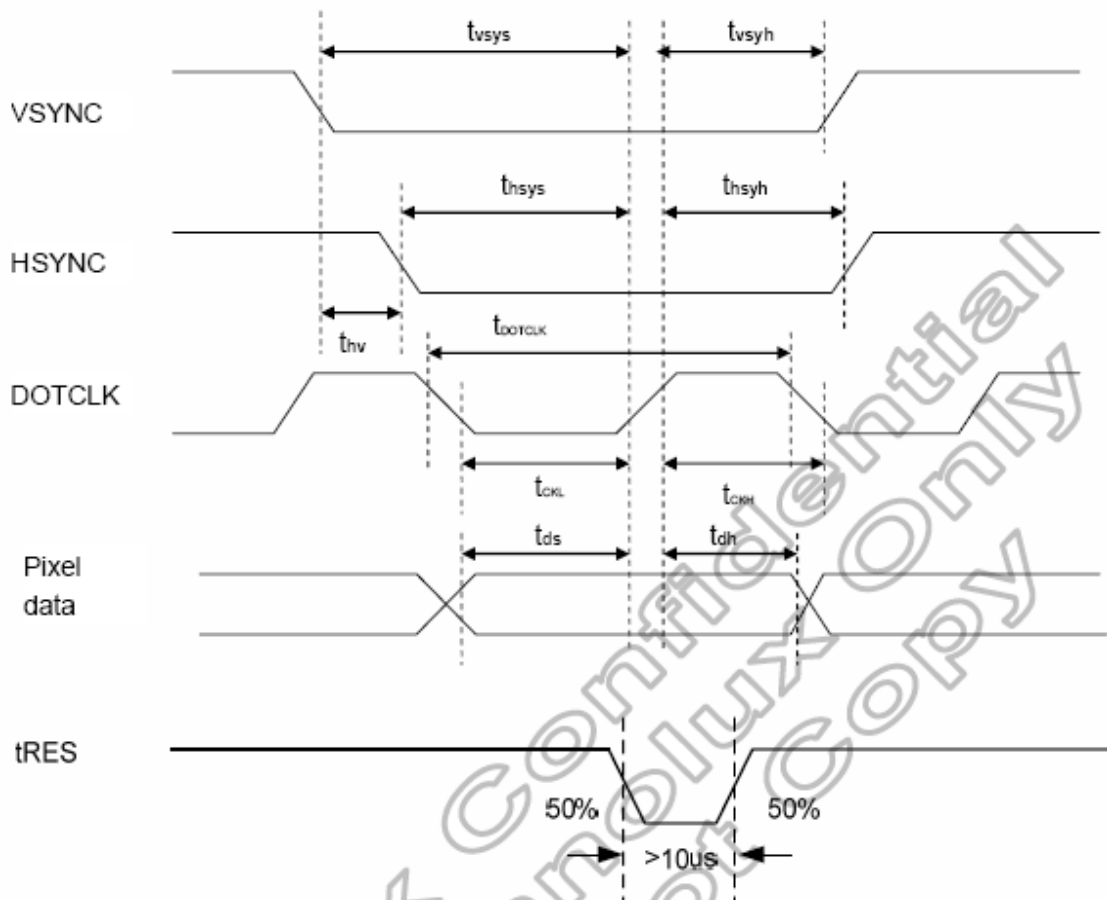 tvsys
tvsyh
VSYNC
thsys
thsyh
HSYNC
thv
tDOTCLK
DOTCLK
tCKL
tCKH
tds
tdh
Pixel
data
tRES
50%
50%
>10us
Confidential
Only
Copy